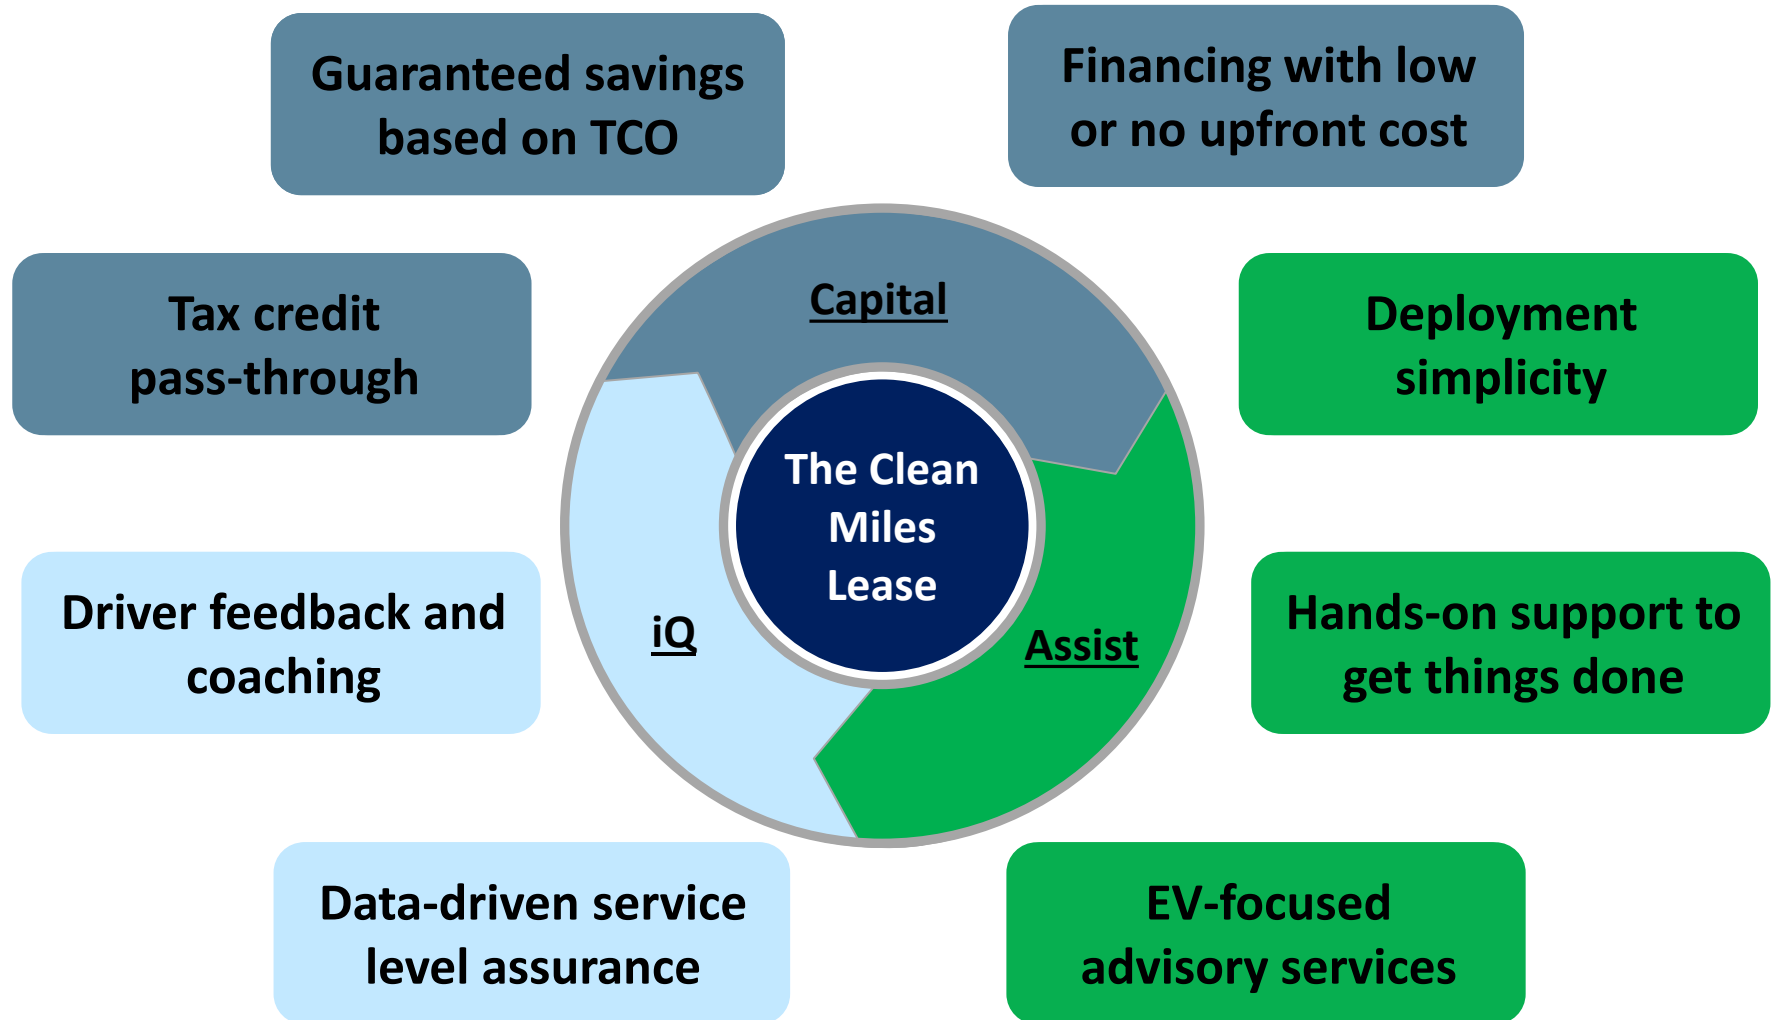 Guaranteed savings
based on TCO
Financing with low
or no upfront cost
Tax credit
pass-through
Capital
Deployment
simplicity
The Clean
Miles
Lease
Driver feedback and
coaching
iQ
Assist
Hands-on support to
get things done
Data-driven service
level assurance
EV-focused
advisory services